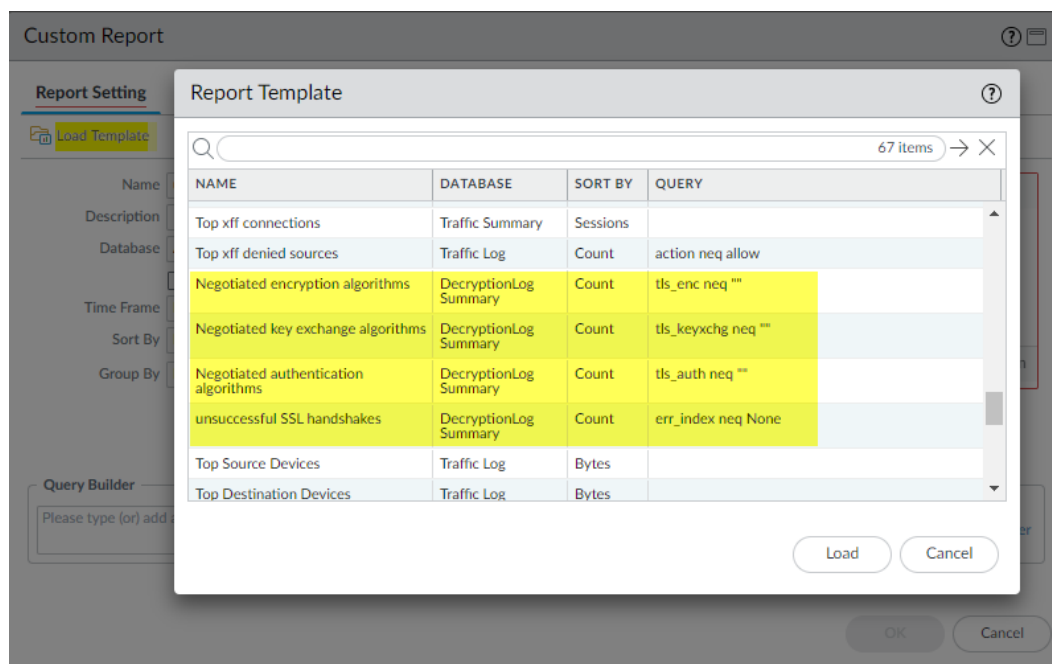 Custom Report
Report Setting
Load Template
Name
Description
Database
Time Frame
Sort By
Group By
Query Builder
Please type (or) add
OK
Cancel
Report Template
67 items
NAME DATABASE SORT BY QUERY
Top xff connections Traffic Summary Sessions
Top xff denied sources Traffic Log Count action neq allow
Negotiated encryption algorithms DecryptionLog Summary Count tls_enc neq ""
Negotiated key exchange algorithms DecryptionLog Summary Count tls_keyxchg neq ""
Negotiated authentication algorithms DecryptionLog Summary Count tls_auth neq ""
unsuccessful SSL handshakes DecryptionLog Summary Count err_index neq None
Top Source Devices Traffic Log Bytes
Top Destination Devices Traffic Log Bytes
Load Cancel